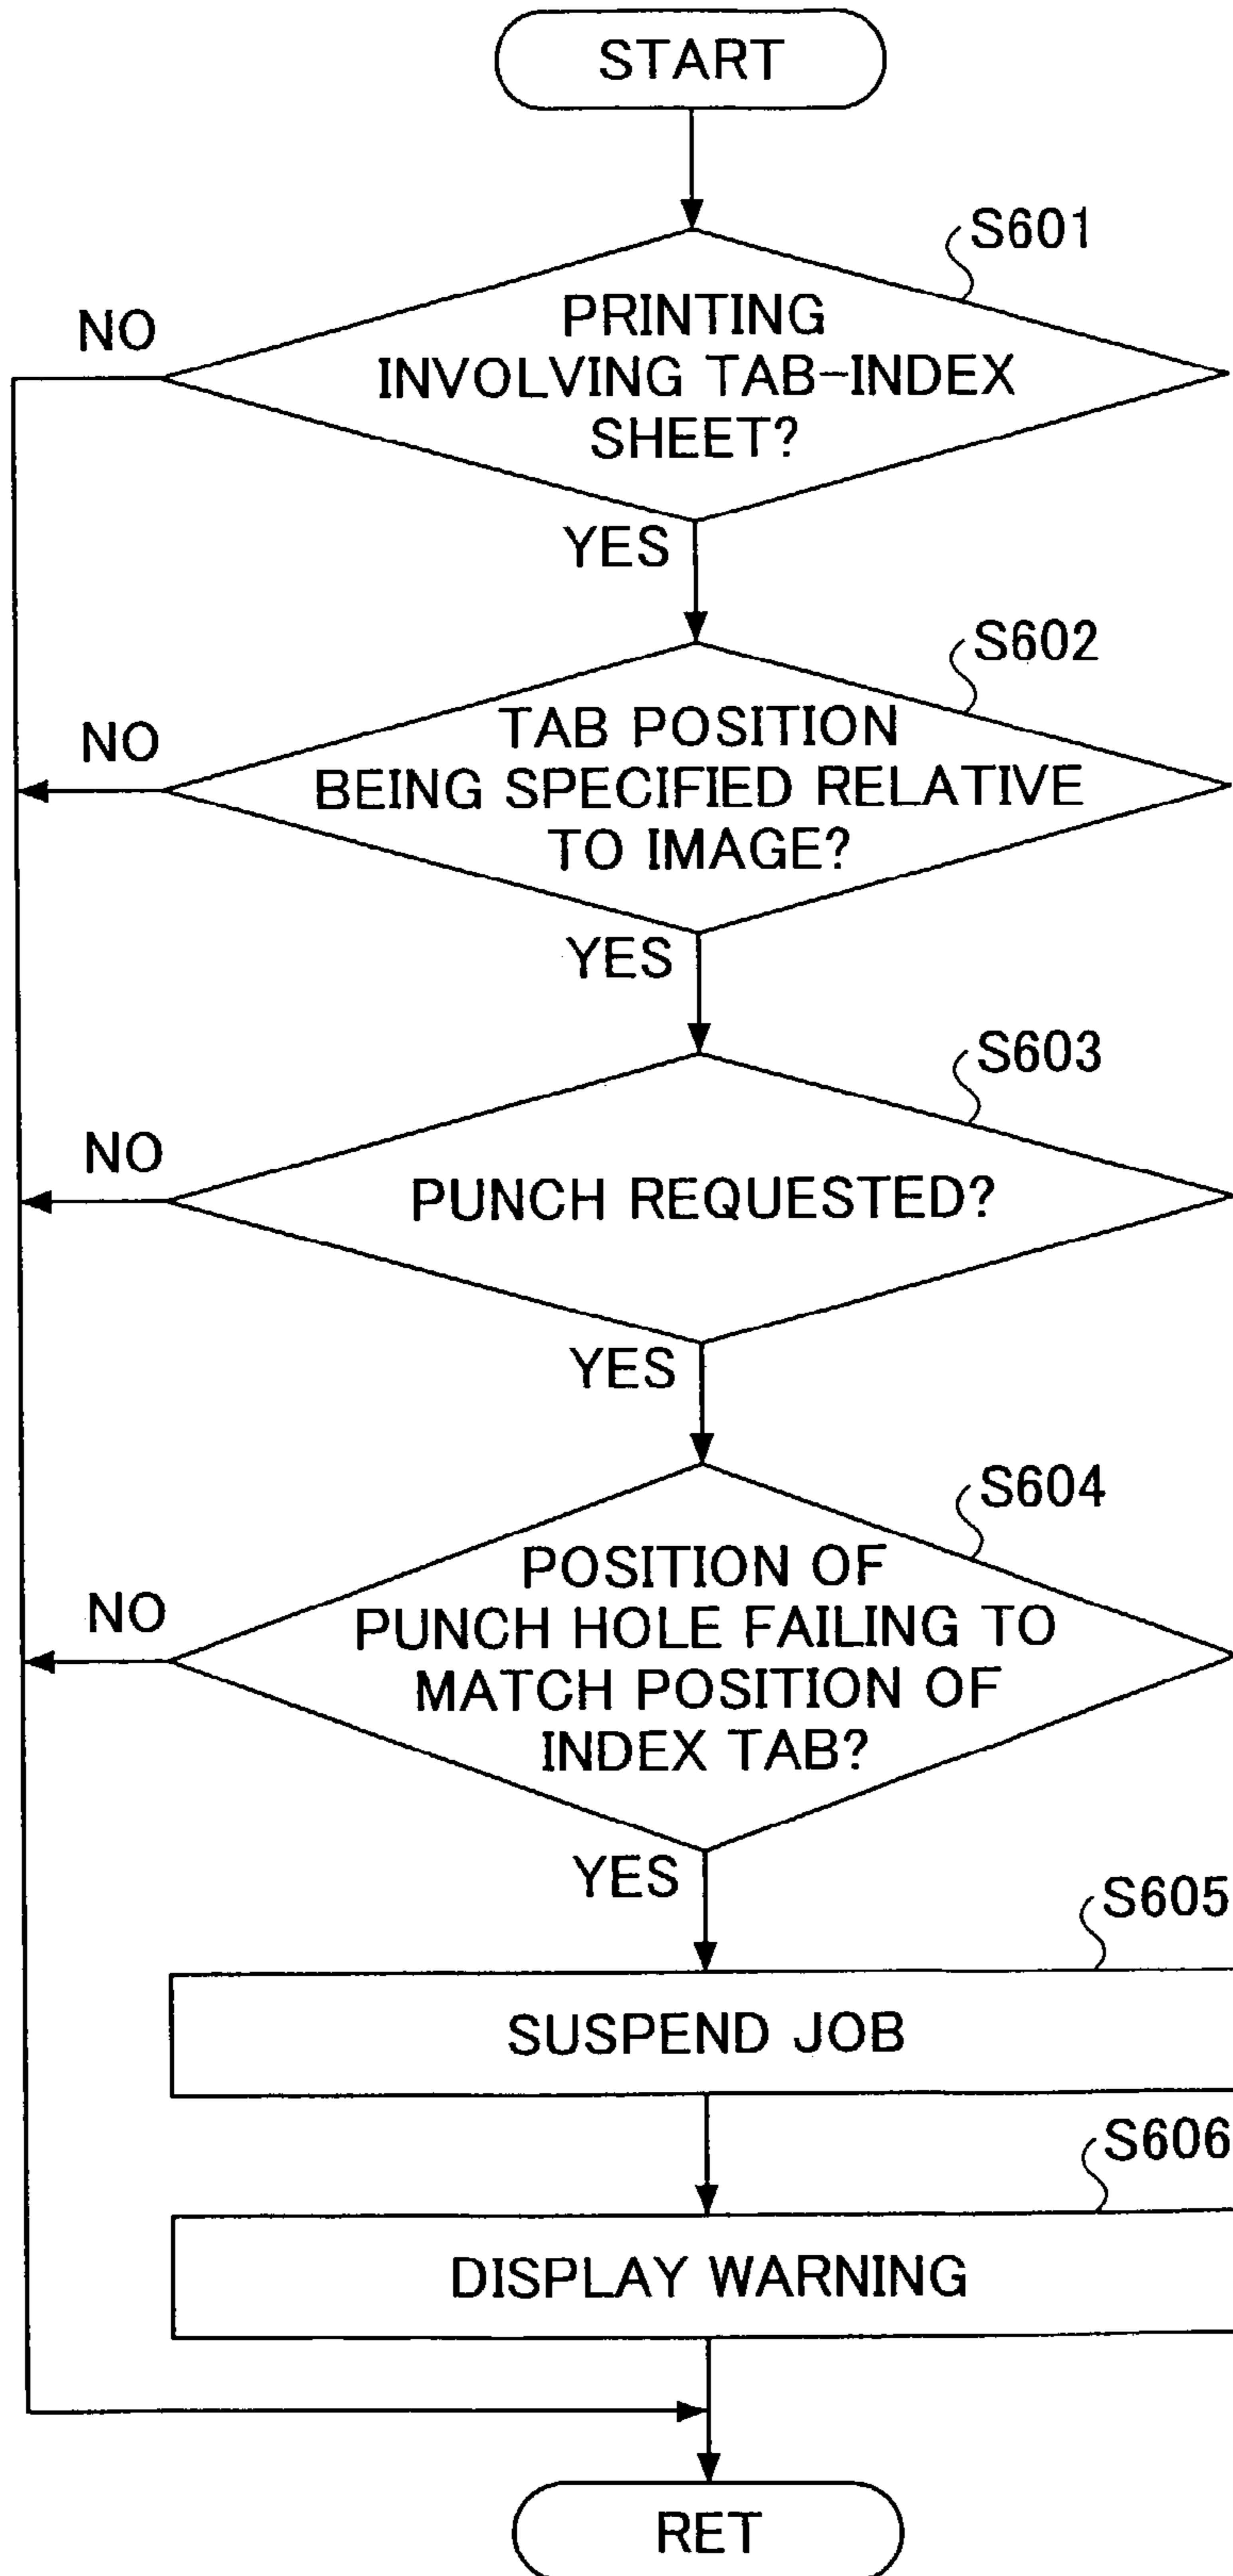 START
S601
NO
PRINTING
INVOLVING TAB-INDEX
SHEET?
YES
S602
NO
TAB POSITION
BEING SPECIFIED RELATIVE
TO IMAGE?
YES
S603
NO
PUNCH REQUESTED?
YES
S604
NO
POSITION OF
PUNCH HOLE FAILING TO
MATCH POSITION OF
INDEX TAB?
YES
S605
SUSPEND JOB
S606
DISPLAY WARNING
RET